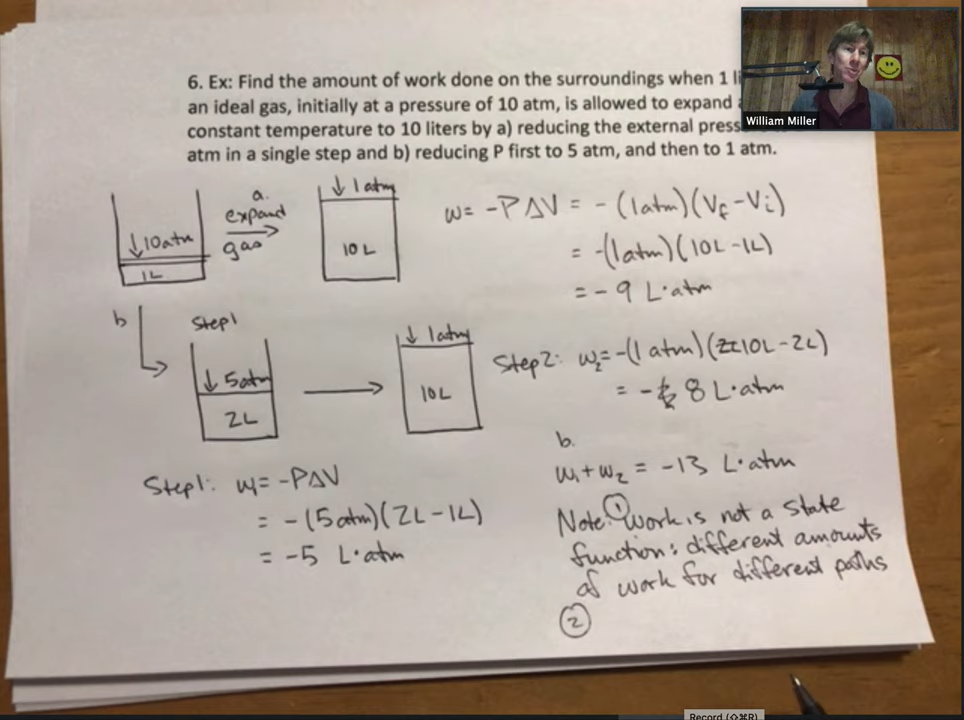 6. Ex: Find the amount of work done on the surroundings when 1 li
an ideal gas, initially at a pressure of 10 atm, is allowed to expand
constant temperature to 10 liters by a) reducing the external press
atm in a single step and b) reducing P first to 5 atm, and then to 1 atm.
William Miller
↓10atm
1L
a.
expand
gas
↓1atm
10L
w= -PΔV = -(1atm)(Vf-Vi)
= -(1atm)(10L-1L)
= -9 L·atm
b
Step1
↓5atm
2L
↓1atm
10L
Step2: w2=-(1atm)(10L-2L)
= - 8 L·atm
b.
w1+w2 = -13 L·atm
Step1: w1= -PΔV
= -(5atm)(2L-1L)
= -5 L·atm
Note: ① Work is not a state
function: different amounts
of work for different paths
②
Record (⇧⌘R)